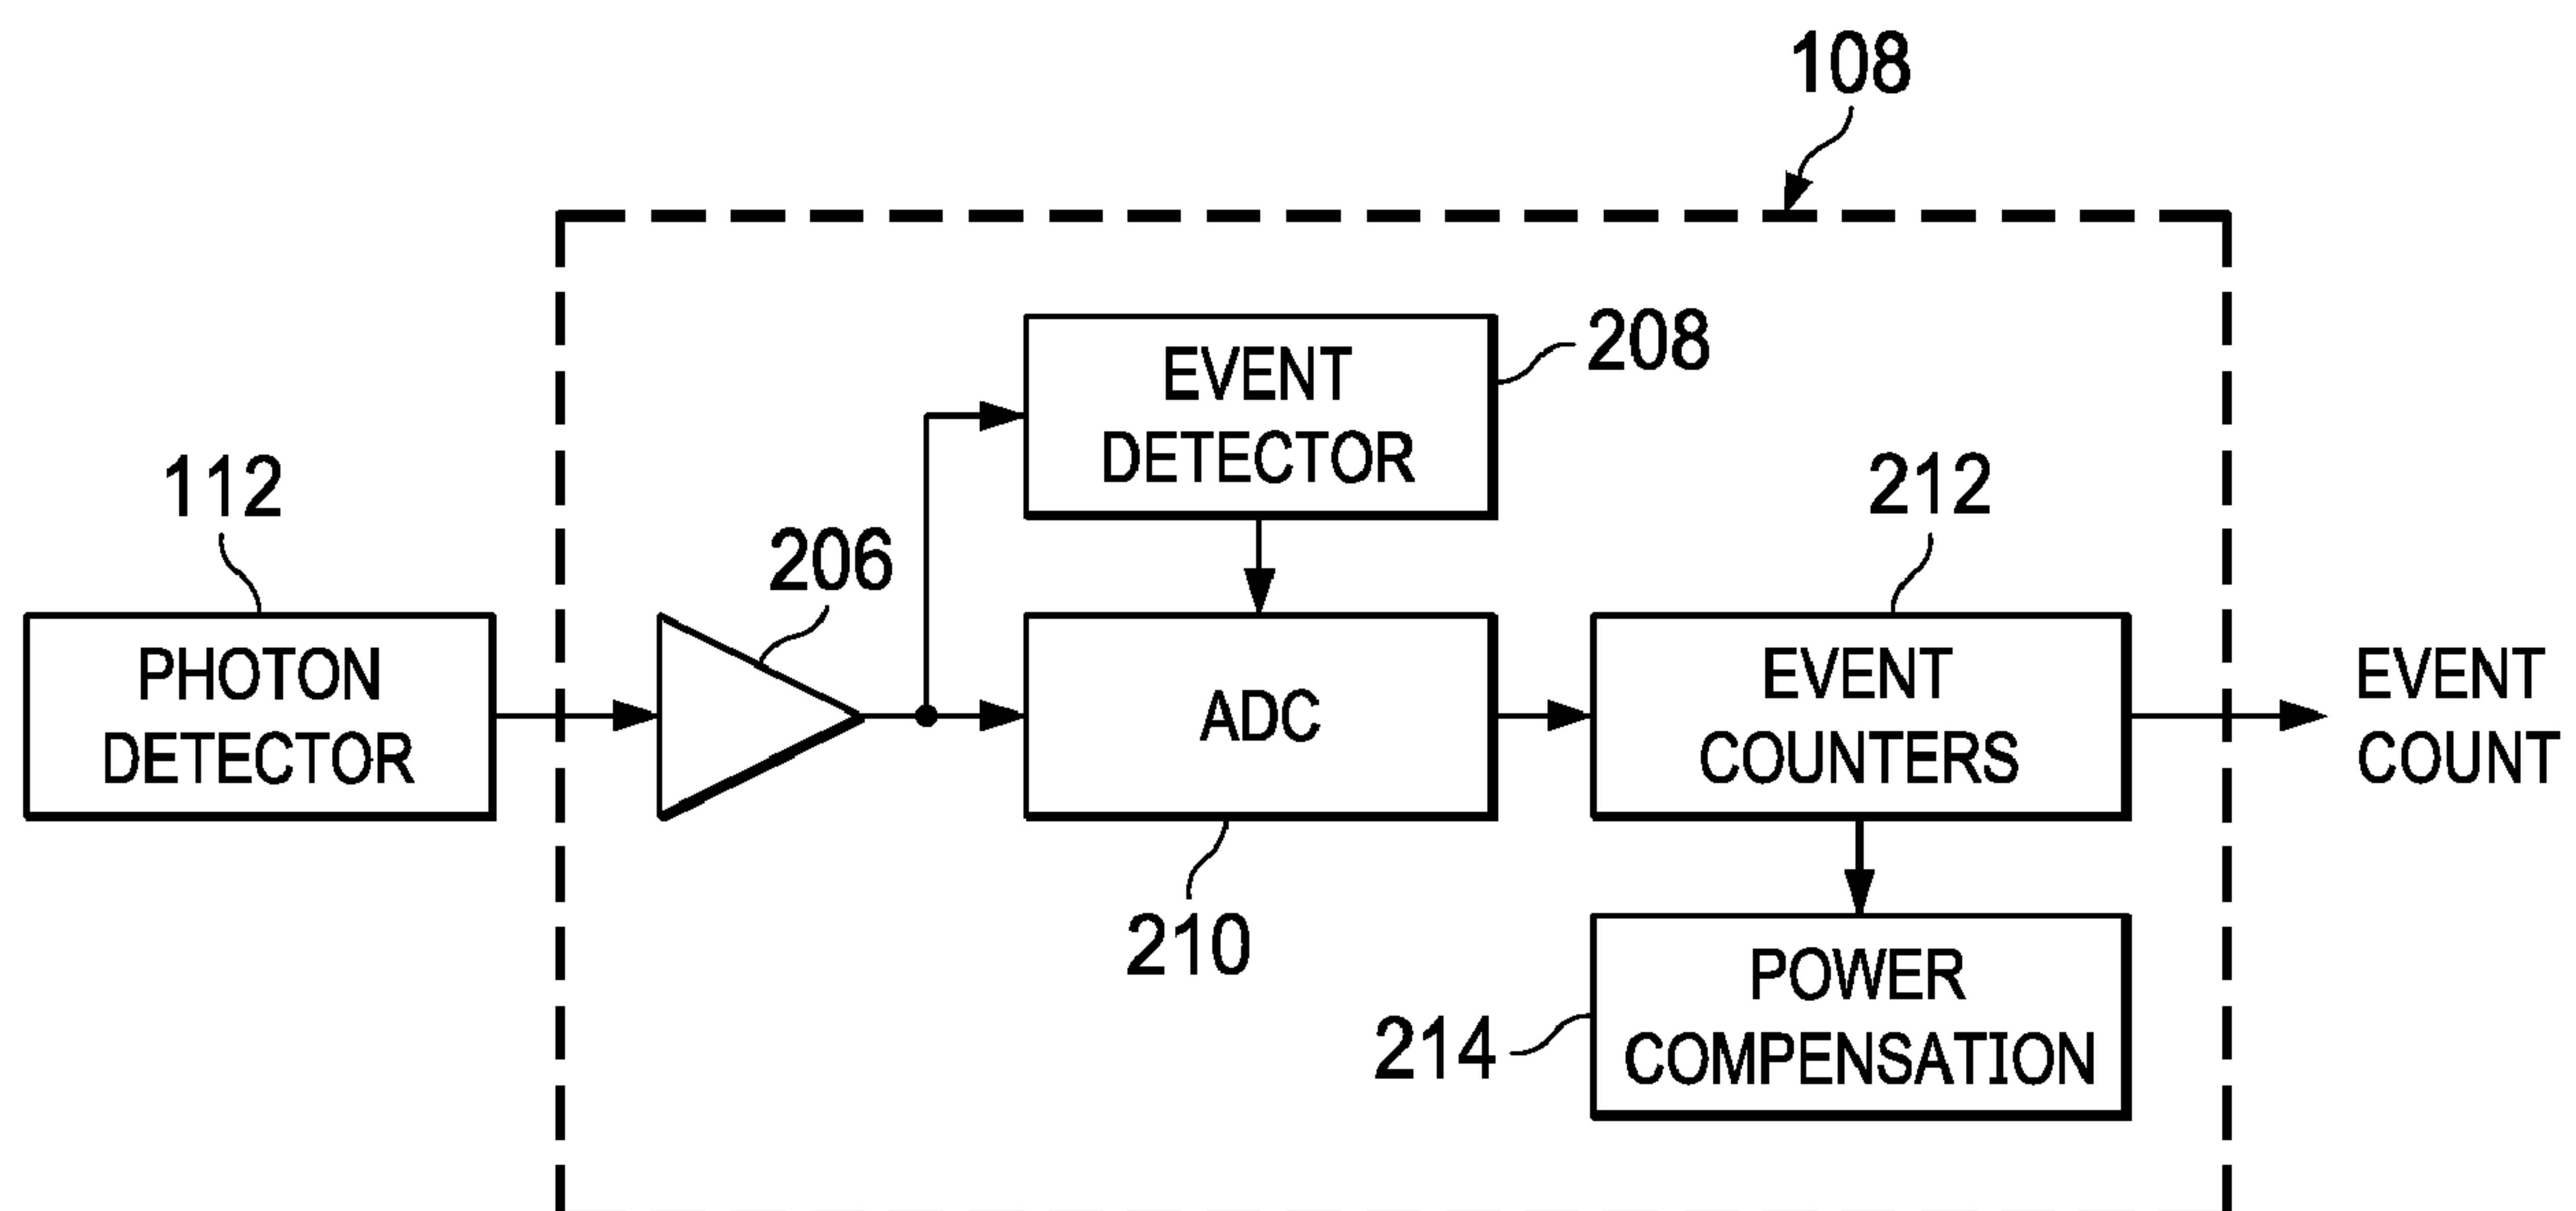 108
EVENT
DETECTOR
208
112
206
212
PHOTON
DETECTOR
ADC
EVENT
COUNTERS
EVENT
COUNT
210
POWER
COMPENSATION
214